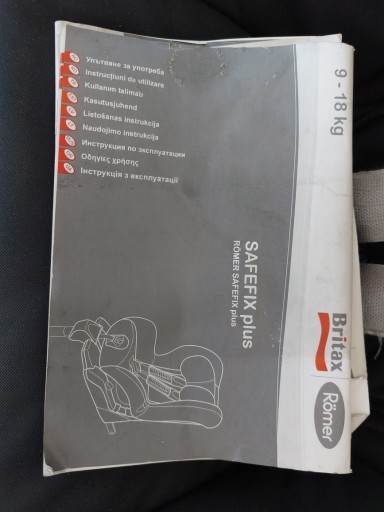 Упътване за употреба
Instrucţiuni de utilizare
Kullanım talimatı
Kasutusjuhend
Lietošanas instrukcija
Naudojimo instrukcija
Инструкция по эксплуатации
Οδηγίες χρήσης
Інструкція з експлуатації
9 - 18 kg
SAFEFIX plus
RÖMER SAFEFIX plus
Britax
Römer